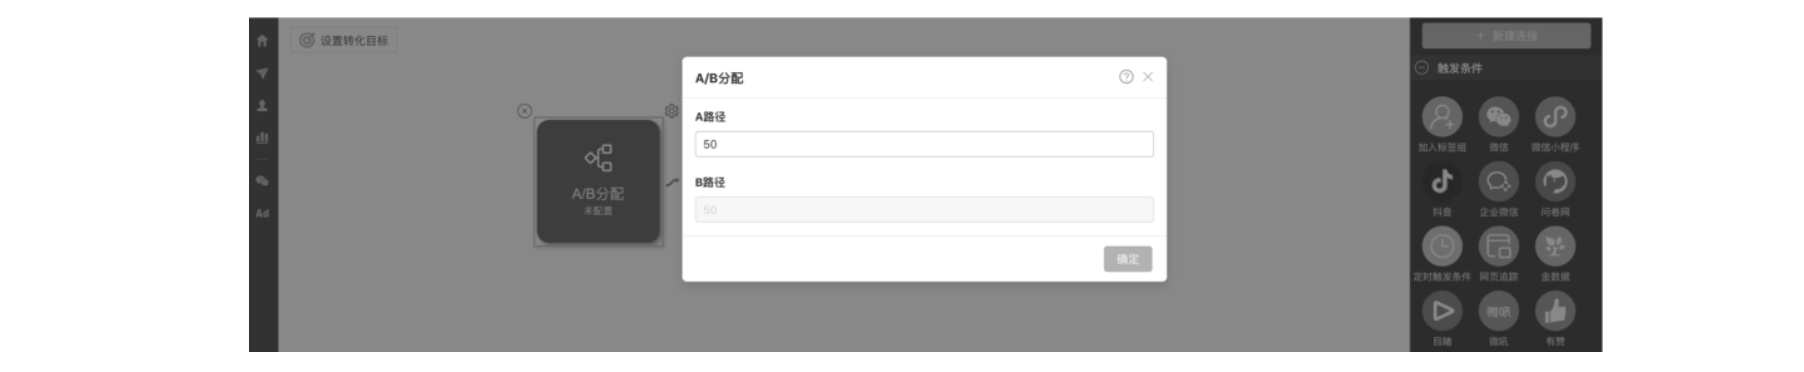 设置转化目标
A/B分配
未配置
A/B分配
A路径
50
B路径
50
确定
Ad
+ 新建连接
触发条件
加入标签组 微信 微信小程序
抖音 企业微信 问卷网
定时触发条件 网页追踪 金数据
微吼
目睹 微吼 有赞